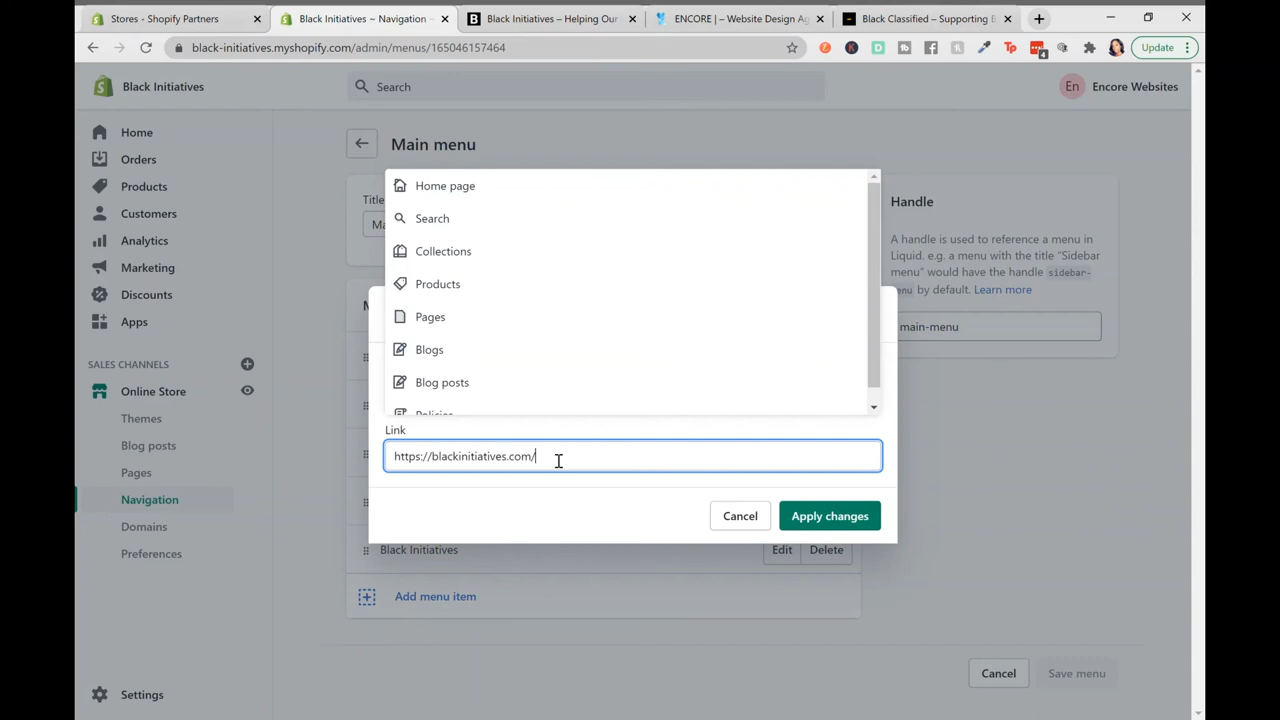 Stores - Shopify Partners
Black Initiatives ~ Navigation ~
Black Initiatives – Helping Our
ENCORE | – Website Design Ag
Black Classified – Supporting B
black-initiatives.myshopify.com/admin/menus/165046157464
4
Update
Black Initiatives
Search
En
Encore Websites
Home
Orders
Products
Customers
Analytics
Marketing
Discounts
Apps
SALES CHANNELS
Online Store
Themes
Blog posts
Pages
Navigation
Domains
Preferences
Settings
Main menu
Title
Ma
M
Home page
Search
Collections
Products
Pages
Blogs
Blog posts
Policies
Link
https://blackinitiatives.com/
Cancel
Apply changes
Black Initiatives
Edit
Delete
Add menu item
Handle
A handle is used to reference a menu in
Liquid. e.g. a menu with the title "Sidebar
menu" would have the handle sidebar-
menu by default. Learn more
main-menu
Cancel
Save menu